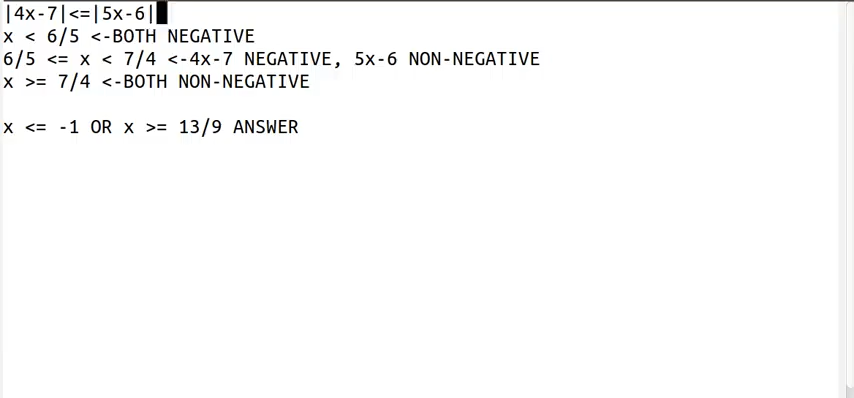 |4x-7|<=|5x-6|
x < 6/5 <-BOTH NEGATIVE
6/5 <= x < 7/4 <-4x-7 NEGATIVE, 5x-6 NON-NEGATIVE
x >= 7/4 <-BOTH NON-NEGATIVE
x <= -1 OR x >= 13/9 ANSWER